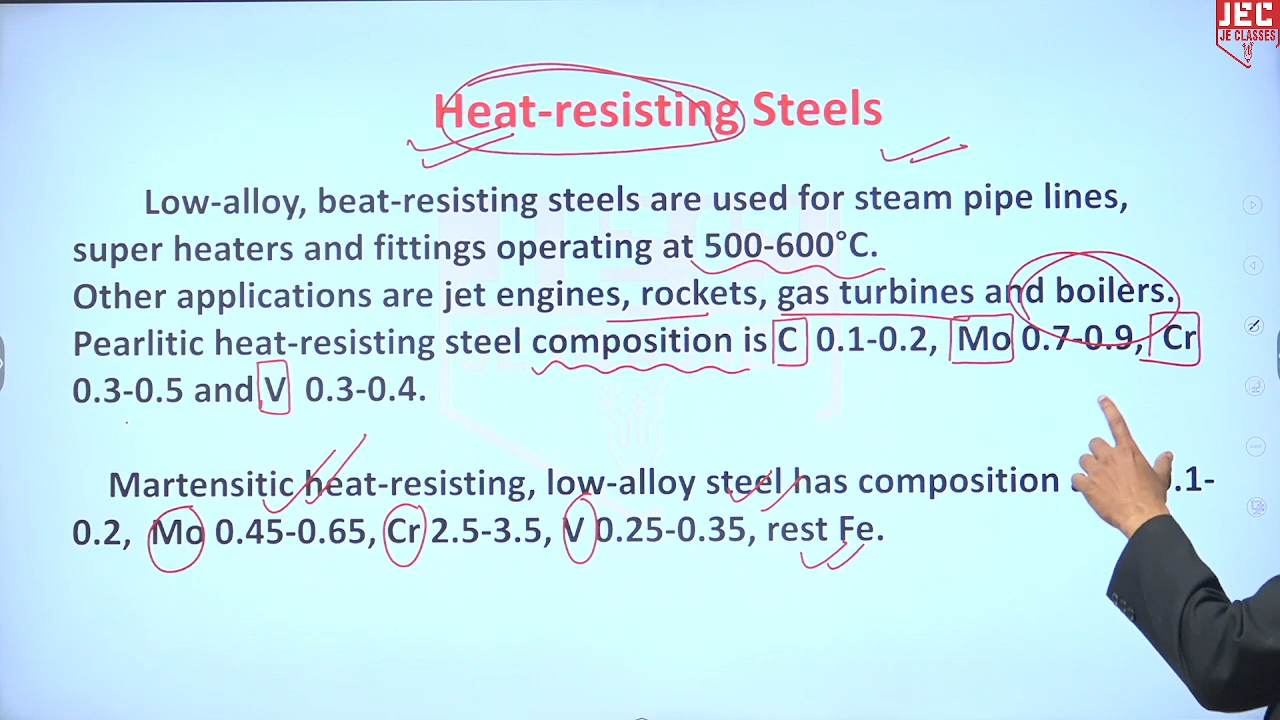 JEC
JE CLASSES
Heat-resisting Steels
Low-alloy, beat-resisting steels are used for steam pipe lines,
super heaters and fittings operating at 500-600°C.
Other applications are jet engines, rockets, gas turbines and boilers.
Pearlitic heat-resisting steel composition is C 0.1-0.2, Mo 0.7-0.9, Cr
0.3-0.5 and V 0.3-0.4.
Martensitic heat-resisting, low-alloy steel has composition .1-
0.2, Mo 0.45-0.65, Cr 2.5-3.5, V 0.25-0.35, rest Fe.